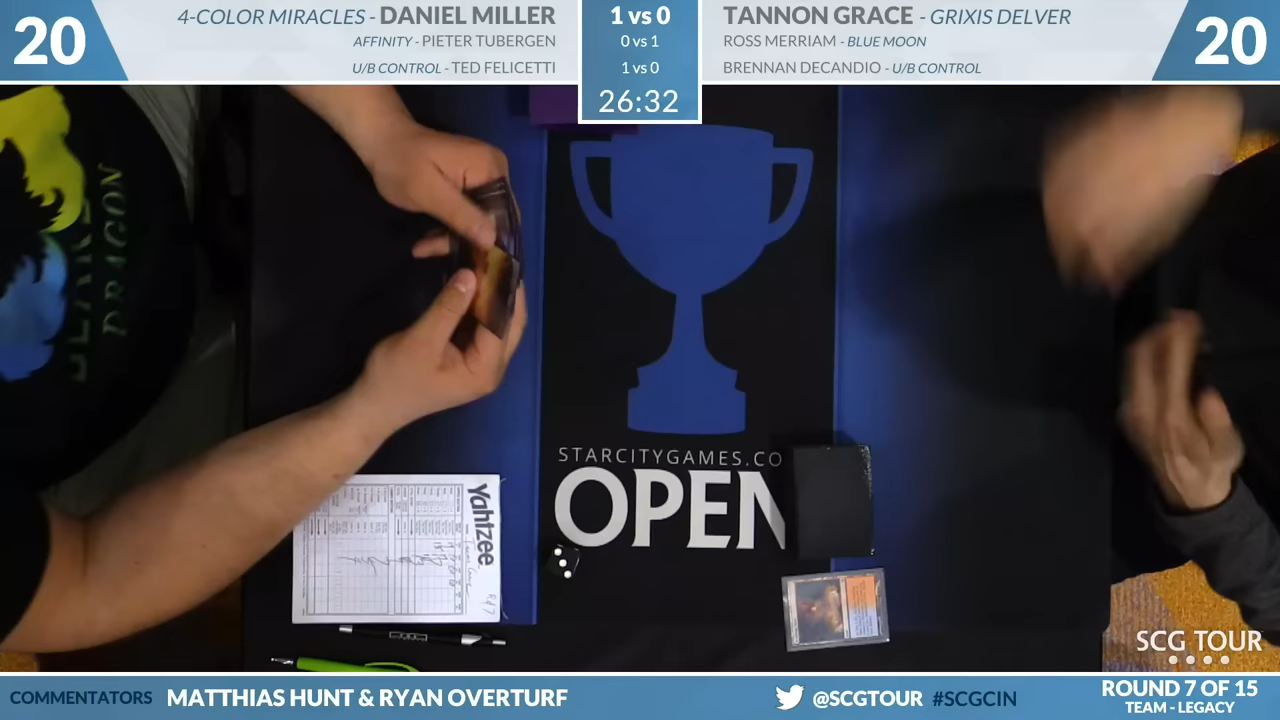 20
4-COLOR MIRACLES - DANIEL MILLER
AFFINITY - PIETER TUBERGEN
U/B CONTROL - TED FELICETTI
1 vs 0
0 vs 1
1 vs 0
26:32
TANNON GRACE - GRIXIS DELVER
ROSS MERRIAM - BLUE MOON
BRENNAN DECANDIO - U/B CONTROL
20
DRAGON
STARCITYGAMES.CO
OPEN
Yahtzee
SCG TOUR
COMMENTATORS MATTHIAS HUNT & RYAN OVERTURF
@SCGTOUR #SCGCIN
ROUND 7 OF 15
TEAM - LEGACY